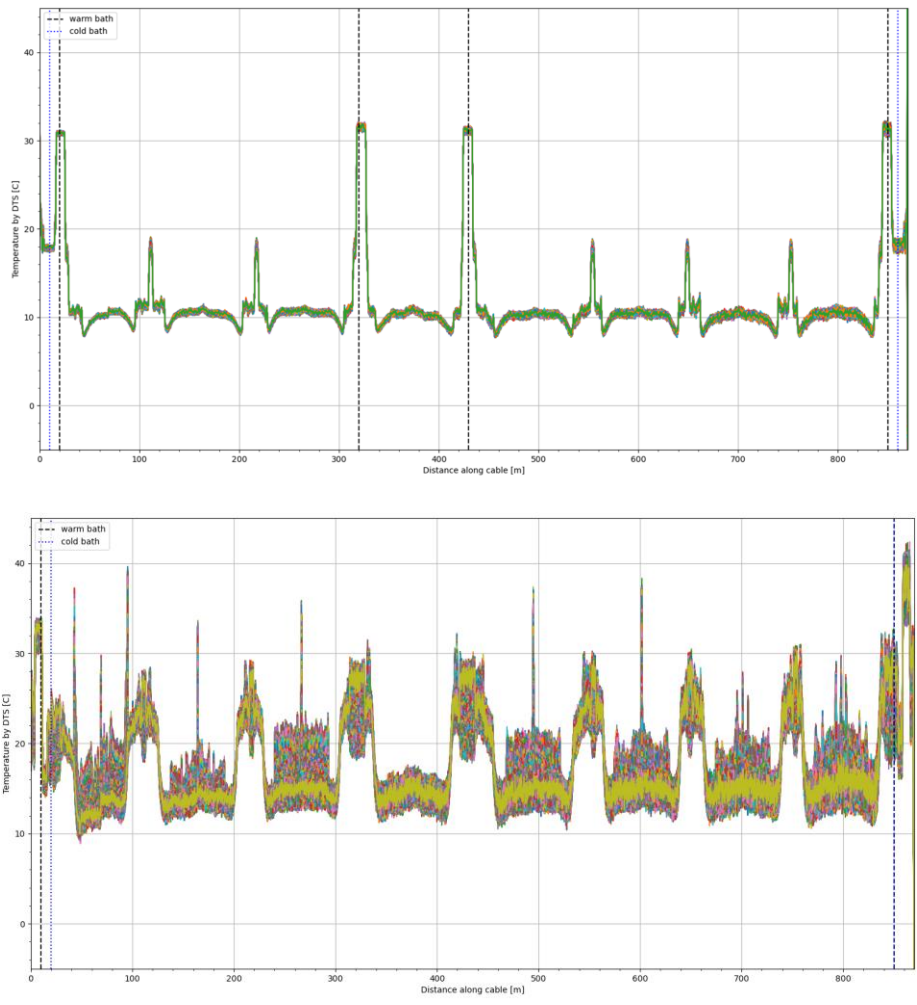 warm bath
cold bath
Temperature by DTS [C]
40
30
20
10
0
0 100 200 300 400 500 600 700 800
Distance along cable [m]
warm bath
cold bath
Temperature by DTS [C]
40
30
20
10
0
0 100 200 300 400 500 600 700 800
Distance along cable [m]